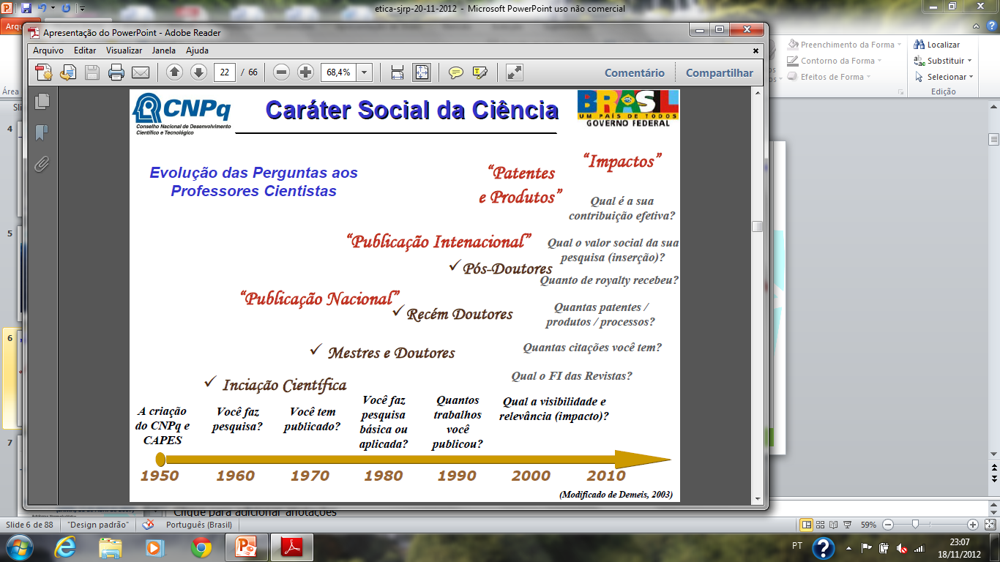 etica-sjrp-20-11-2012 - Microsoft PowerPoint uso não comercial
Arqu
Apresentação do PowerPoint - Adobe Reader
Arquivo Editar Visualizar Janela Ajuda
22 / 66
68,4%
Comentário
Compartilhar
Preenchimento da Forma
Contorno da Forma
Efeitos de Forma
Localizar
Substituir
Selecionar
Edição
Área
4
5
6
7
CNPq
Conselho Nacional de Desenvolvimento
Científico e Tecnológico
Caráter Social da Ciência
BRASIL
UM PAÍS DE TODOS
GOVERNO FEDERAL
Evolução das Perguntas aos
Professores Cientistas
“Impactos”
“Patentes
e Produtos”
Qual é a sua
contribuição efetiva?
“Publicação Intenacional”
Qual o valor social da sua
pesquisa (inserção)?
✓ Pós-Doutores
Quanto de royalty recebeu?
“Publicação Nacional”
✓ Recém Doutores
Quantas patentes /
produtos / processos?
✓ Mestres e Doutores
Quantas citações você tem?
✓ Inciação Científica
Qual o FI das Revistas?
A criação
do CNPq e
CAPES
Você faz
pesquisa?
Você tem
publicado?
Você faz
pesquisa
básica ou
aplicada?
Quantos
trabalhos
você
publicou?
Qual a visibilidade e
relevância (impacto)?
1950 1960 1970 1980 1990 2000 2010
(Modificado de Demeis, 2003)
Clique para adicionar anotações
Slide 6 de 88
"Design padrão"
Português (Brasil)
59%
PT
23:07
18/11/2012